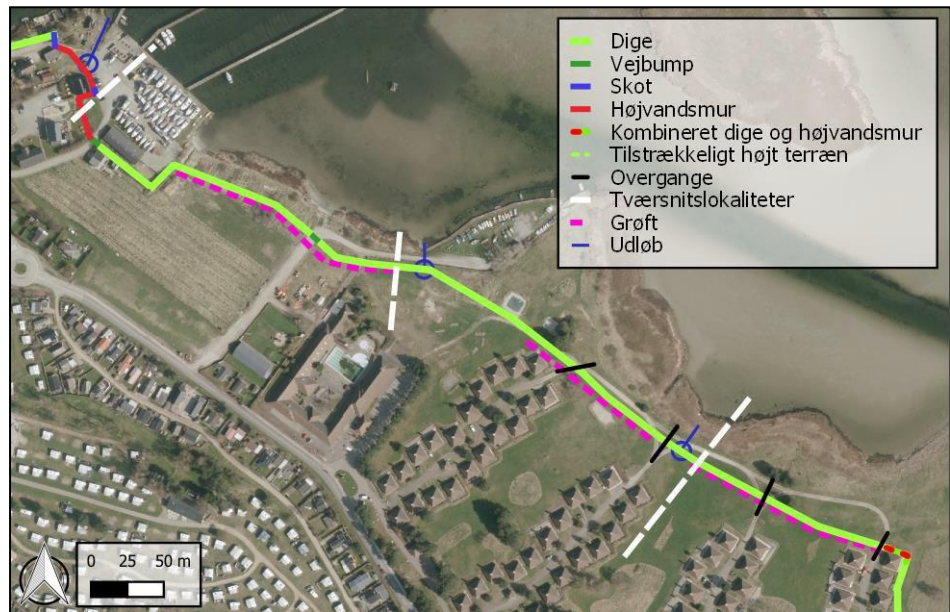 Dige
Vejbump
Skot
Højvandsmur
Kombineret dige og højvandsmur
Tilstrækkeligt højt terræn
Overgange
Tværsnitslokaliteter
Grøft
Udløb
0 25 50 m